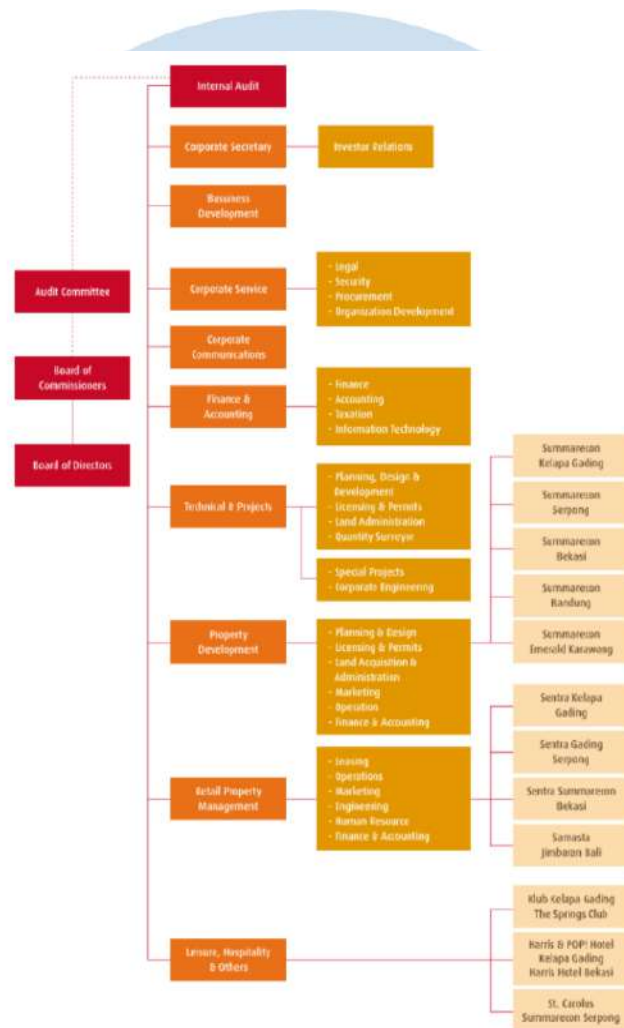 Internal Audit
Corporate Secretary
Investor Relations
Business
Development
Audit Committee
Corporate Service
- Legal
- Security
- Procurement
- Organization Development
Corporate
Communications
Board of
Commissioners
Finance &
Accounting
- Finance
- Accounting
- Taxation
- Information Technology
Board of Directors
Technical & Projects
- Planning, Design &
Development
- Licensing & Permits
- Land Administration
- Quantity Surveyor
- Special Projects
- Corporate Engineering
Property
Development
- Planning & Design
- Licensing & Permits
- Land Acquisition &
Administration
- Marketing
- Operation
- Finance & Accounting
Summarecon
Kelapa Gading
Summarecon
Serpong
Summarecon
Bekasi
Summarecon
Bandung
Summarecon
Emerald Karawang
Retail Property
Management
- Leasing
- Operations
- Marketing
- Engineering
- Human Resource
- Finance & Accounting
Sentra Kelapa
Gading
Sentra Gading
Serpong
Sentra Summarecon
Bekasi
Samasta
Jimbaran Bali
Leisure, Hospitality
& Others
Klub Kelapa Gading
The Springs Club
Harris & POP! Hotel
Kelapa Gading
Harris Hotel Bekasi
St. Carolus
Summarecon Serpong